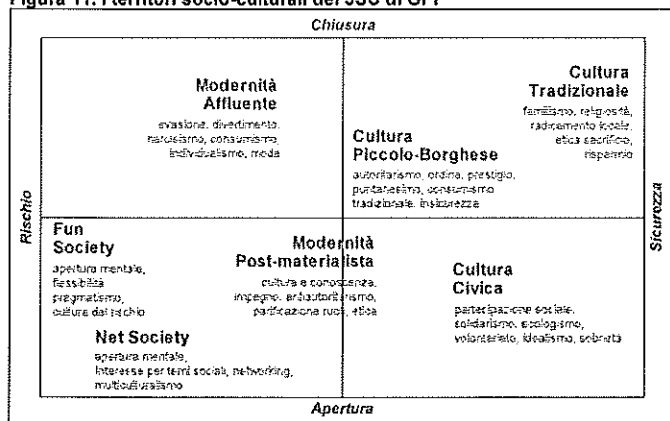 Figura 11. I territori socio-culturali del 3SC di GPF
Chiusura
Modernità
Affluente
evasione, divertimento,
narcisismo, consumismo,
individualismo, moda
Cultura
Tradizionale
familismo, religiosità,
radicamento locale,
etica sacrificio,
risparmio
Cultura
Piccolo-Borghese
autoritarismo, ordine, prestigio,
puritanesimo, consumismo
tradizionale, insicurezza
Rischio
Sicurezza
Fun
Society
apertura mentale,
flessibilità
pragmatismo,
cultura del rischio
Modernità
Post-materialista
cultura e conoscenza,
impegno, antiautoritarismo,
parificazione ruoli, etica
Cultura
Civica
partecipazione sociale,
solidarismo, ecologismo,
volontariato, idealismo, sobrietà
Net Society
apertura mentale,
Interesse per temi sociali, networking,
multiculturalismo
Apertura